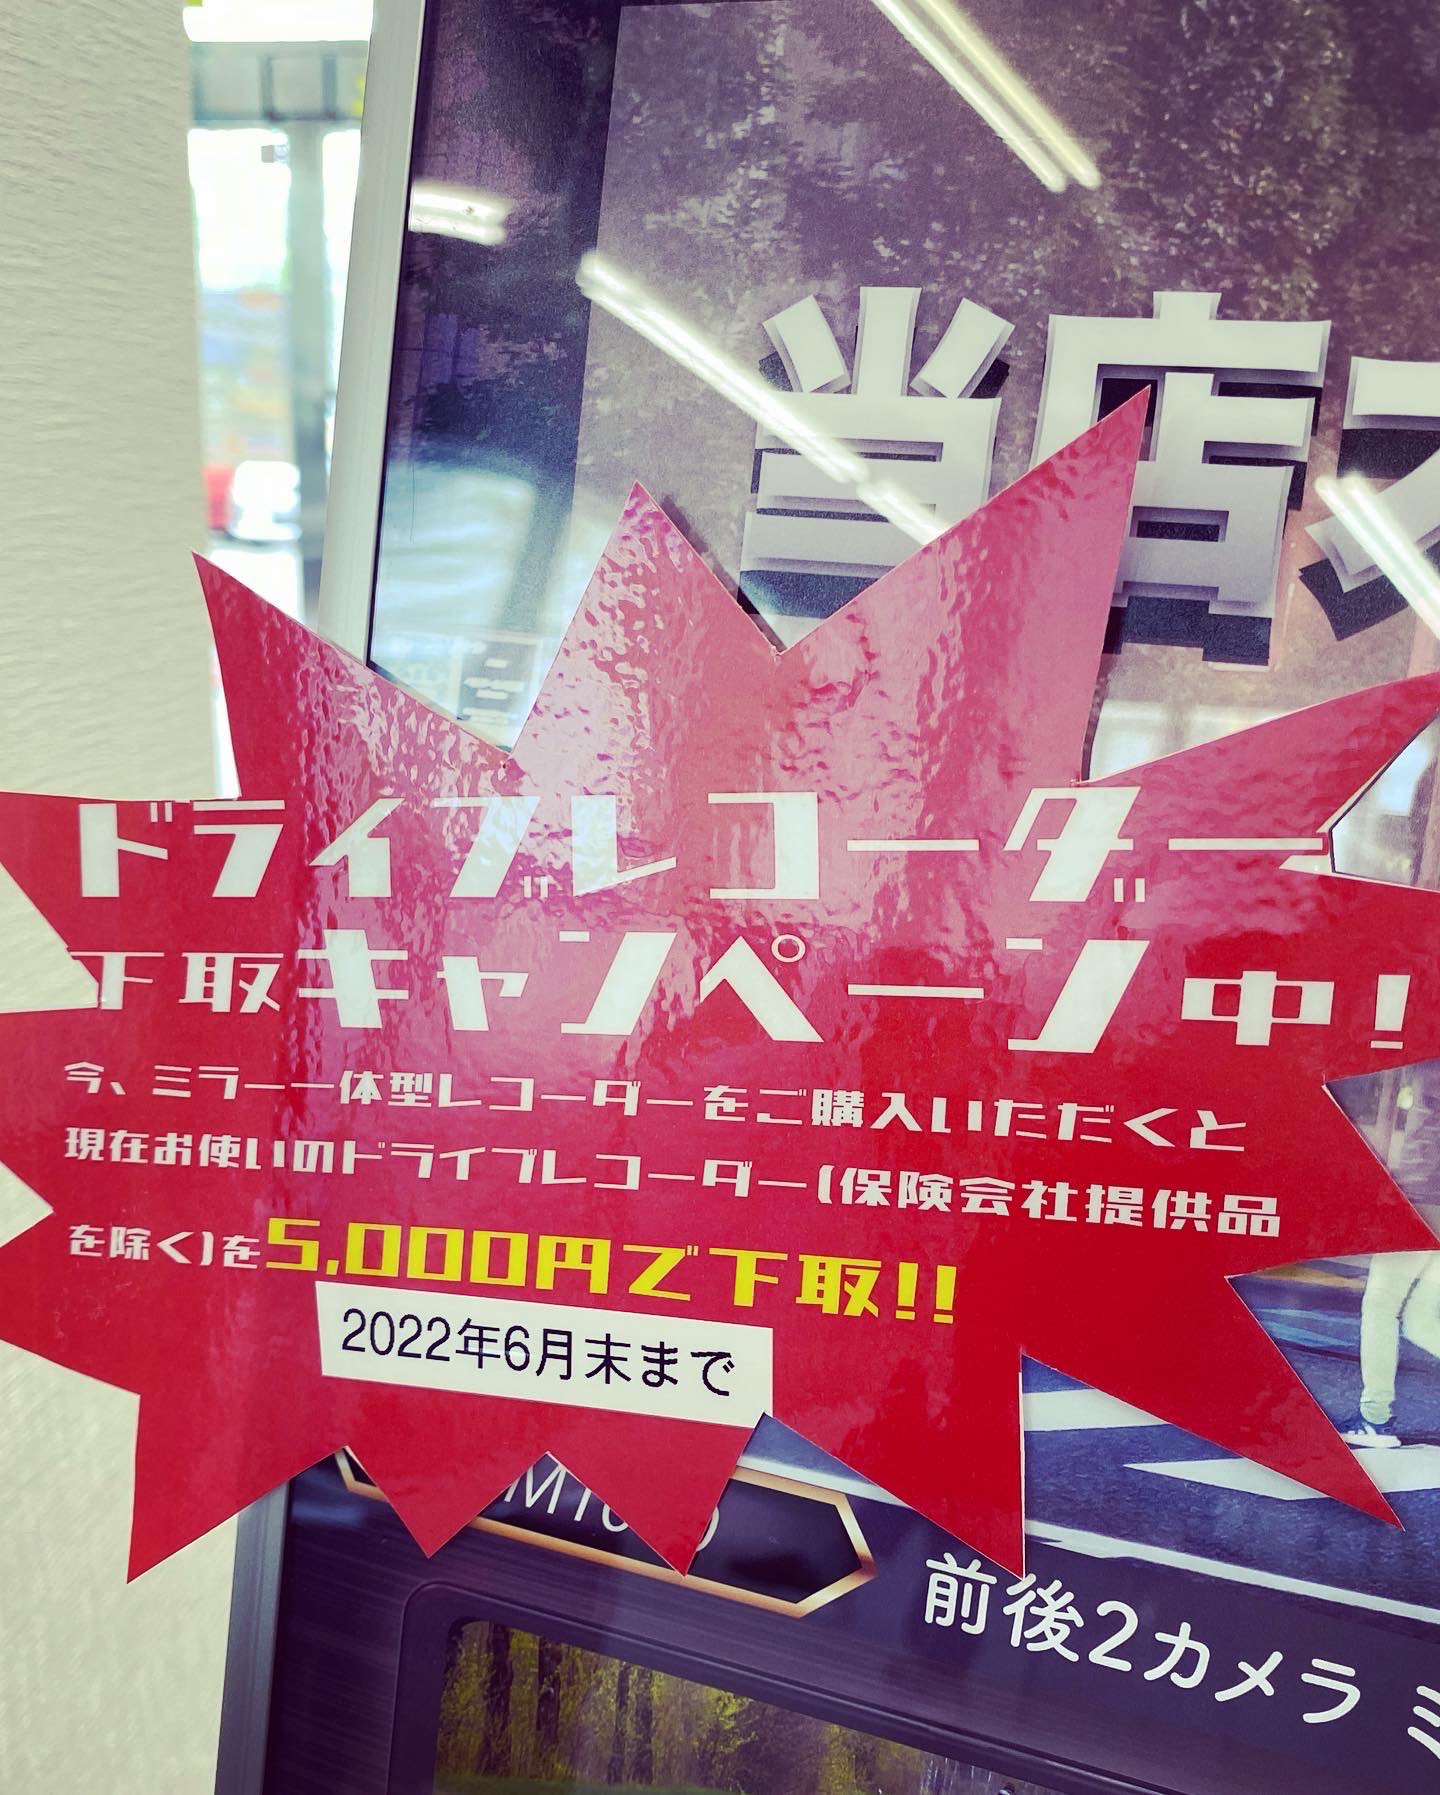 当店
ドライブレコーダー
下取キャンペーン中!
今、ミラー一体型レコーダーをご購入いただくと
現在お使いのドライブレコーダー(保険会社提供品
を除く)を5,000円で下取!!
2022年6月末まで
前後2カメラ ミ